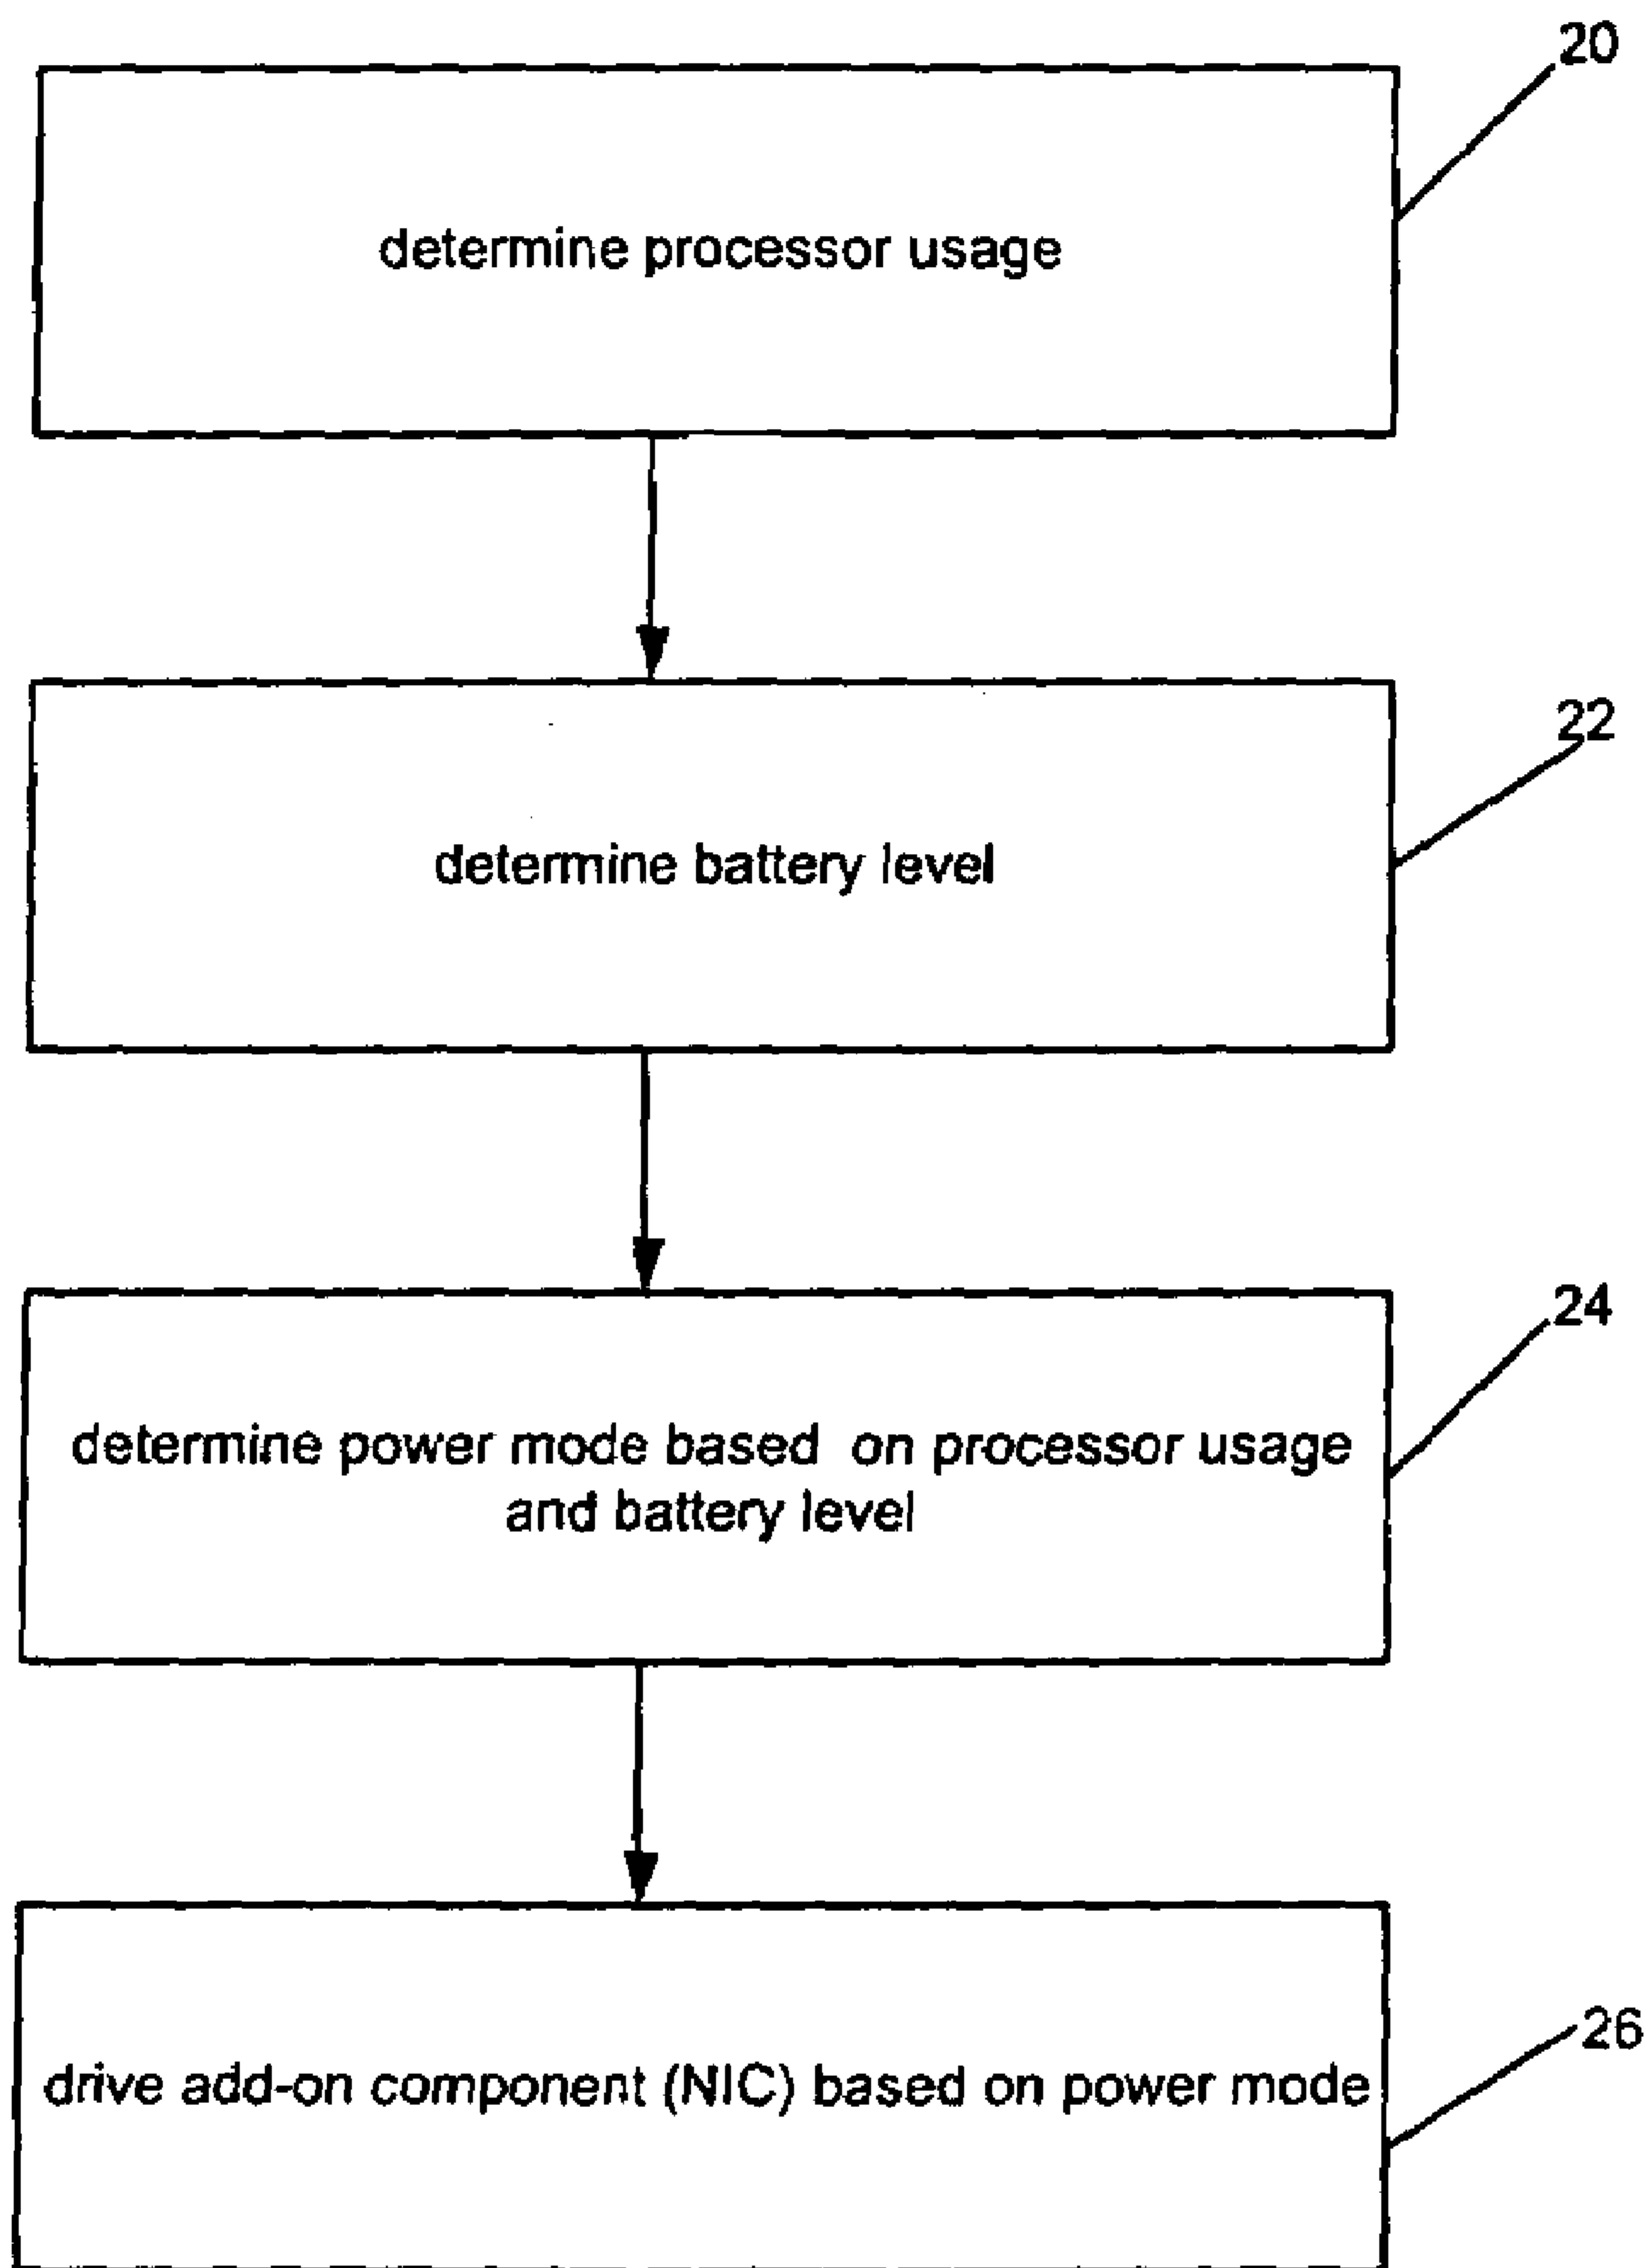 20
determine processor usage
22
determine battery level
24
determine power mode based on processor usage
and battery level
26
drive add-on component (NIC) based on power mode